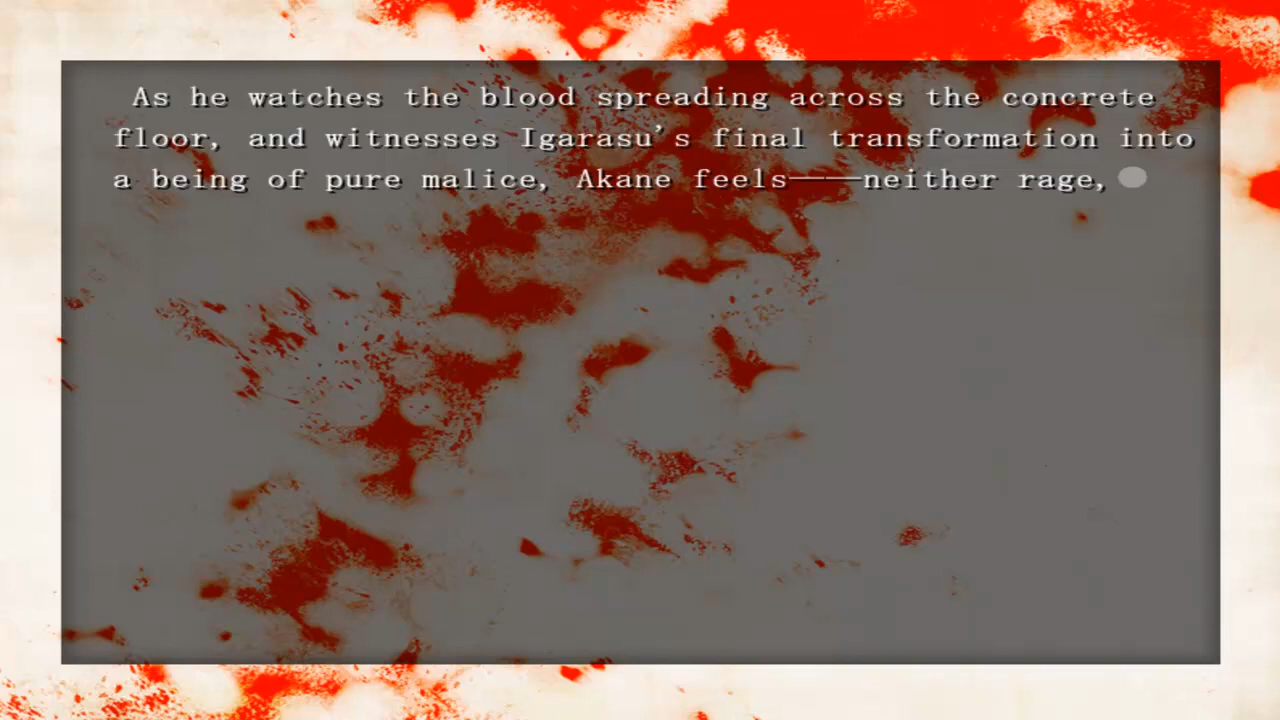 As he watches the blood spreading across the concrete
floor, and witnesses Igarasu's final transformation into
a being of pure malice, Akane feels──neither rage,